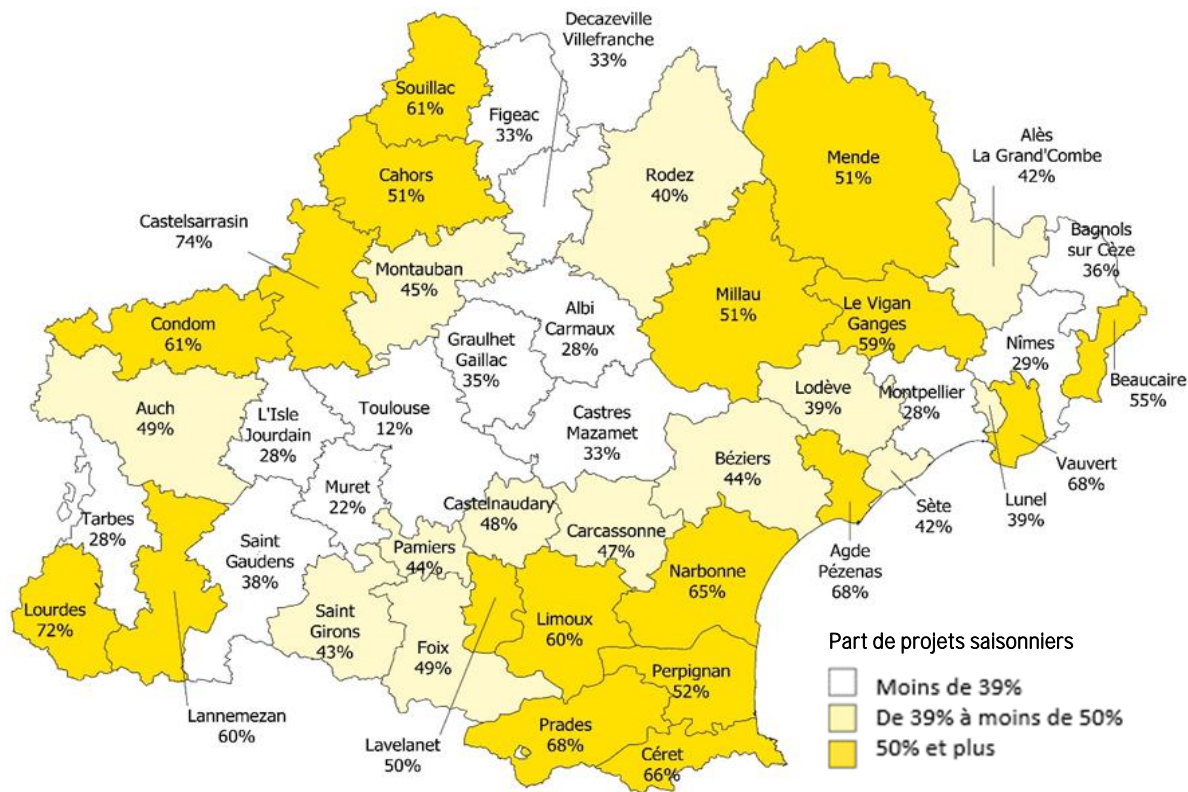 Decazeville
Villefranche
33%
Souillac
61%
Figeac
33%
Cahors
51%
Rodez
40%
Mende
51%
Alès
La Grand'Combe
42%
Castelsarrasin
74%
Montauban
45%
Bagnols
sur Cèze
36%
Condom
61%
Graulhet
Gaillac
35%
Albi
Carmaux
28%
Millau
51%
Le Vigan
Ganges
59%
Nîmes
29%
Beaucaire
55%
Auch
49%
L'Isle
Jourdain
28%
Toulouse
12%
Castres
Mazamet
33%
Lodève
39%
Montpellier
28%
Vauvert
68%
Lunel
39%
Sète
42%
Béziers
44%
Agde
Pézenas
68%
Muret
22%
Castelnaudary
48%
Carcassonne
47%
Tarbes
28%
Saint
Gaudens
38%
Pamiers
44%
Narbonne
65%
Lourdes
72%
Saint
Girons
43%
Foix
49%
Limoux
60%
Lannemezan
60%
Lavelanet
50%
Perpignan
52%
Prades
68%
Céret
66%
Part de projets saisonniers
Moins de 39%
De 39% à moins de 50%
50% et plus